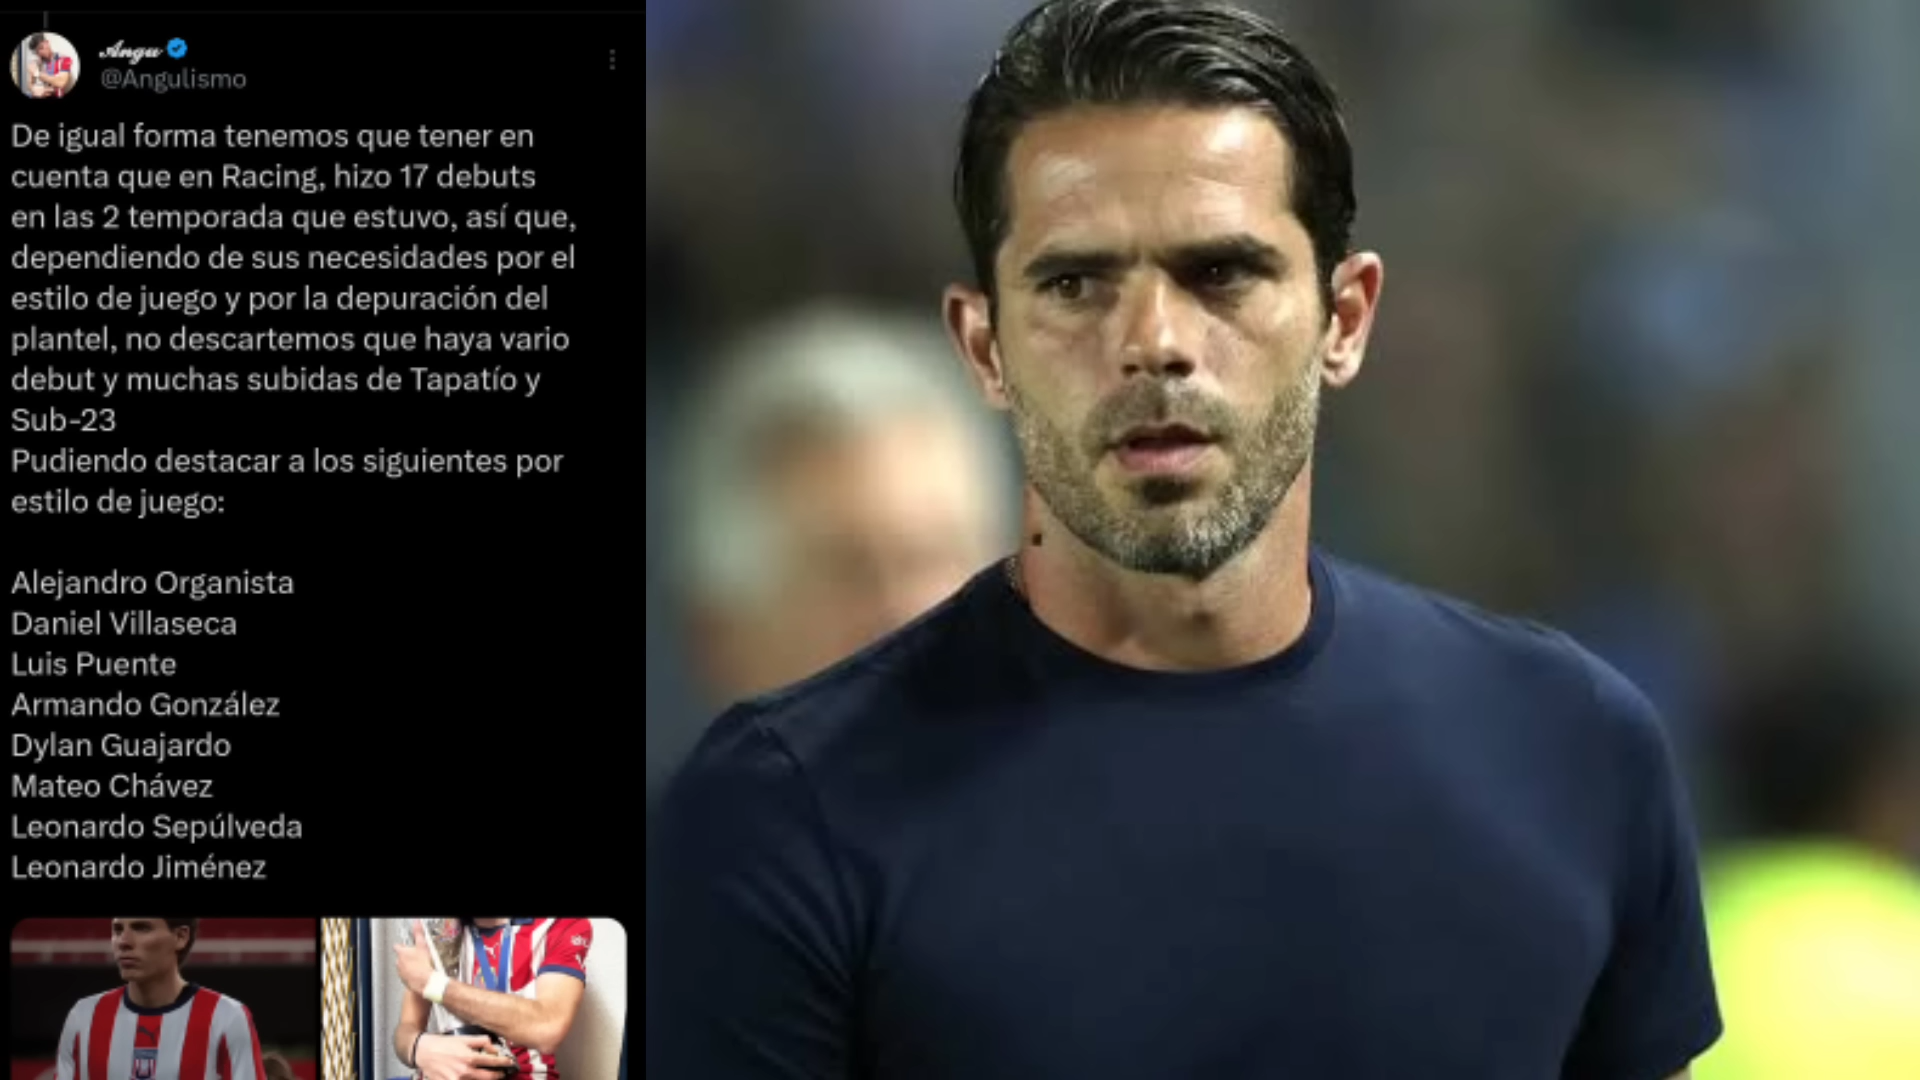 Angu
@Angulismo
De igual forma tenemos que tener en
cuenta que en Racing, hizo 17 debuts
en las 2 temporada que estuvo, así que,
dependiendo de sus necesidades por el
estilo de juego y por la depuración del
plantel, no descartemos que haya vario
debut y muchas subidas de Tapatío y
Sub-23
Pudiendo destacar a los siguientes por
estilo de juego:
Alejandro Organista
Daniel Villaseca
Luis Puente
Armando González
Dylan Guajardo
Mateo Chávez
Leonardo Sepúlveda
Leonardo Jiménez